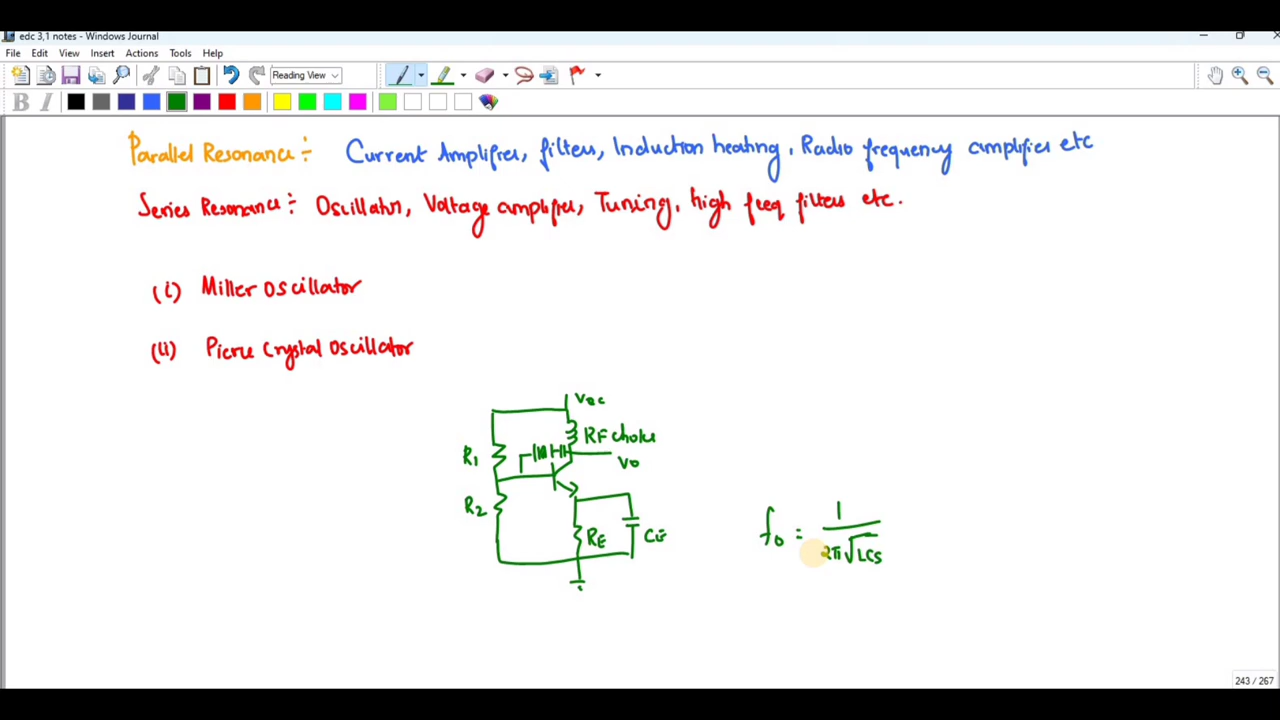 edc 3,1 notes - Windows Journal
File Edit View Insert Actions Tools Help
Reading View
B I
Parallel Resonance :- Current Amplifier, filters, Induction heating, Radio frequency amplifier etc
Series Resonance :- Oscillator, Voltage amplifier, Tuning, high freq filters etc.
(i) Miller Oscillator
(ii) Pierce Crystal Oscillator
Vcc
RF choke
R1
Vo
R2
RE CE
fo = 1
2π√LCs
243 / 267